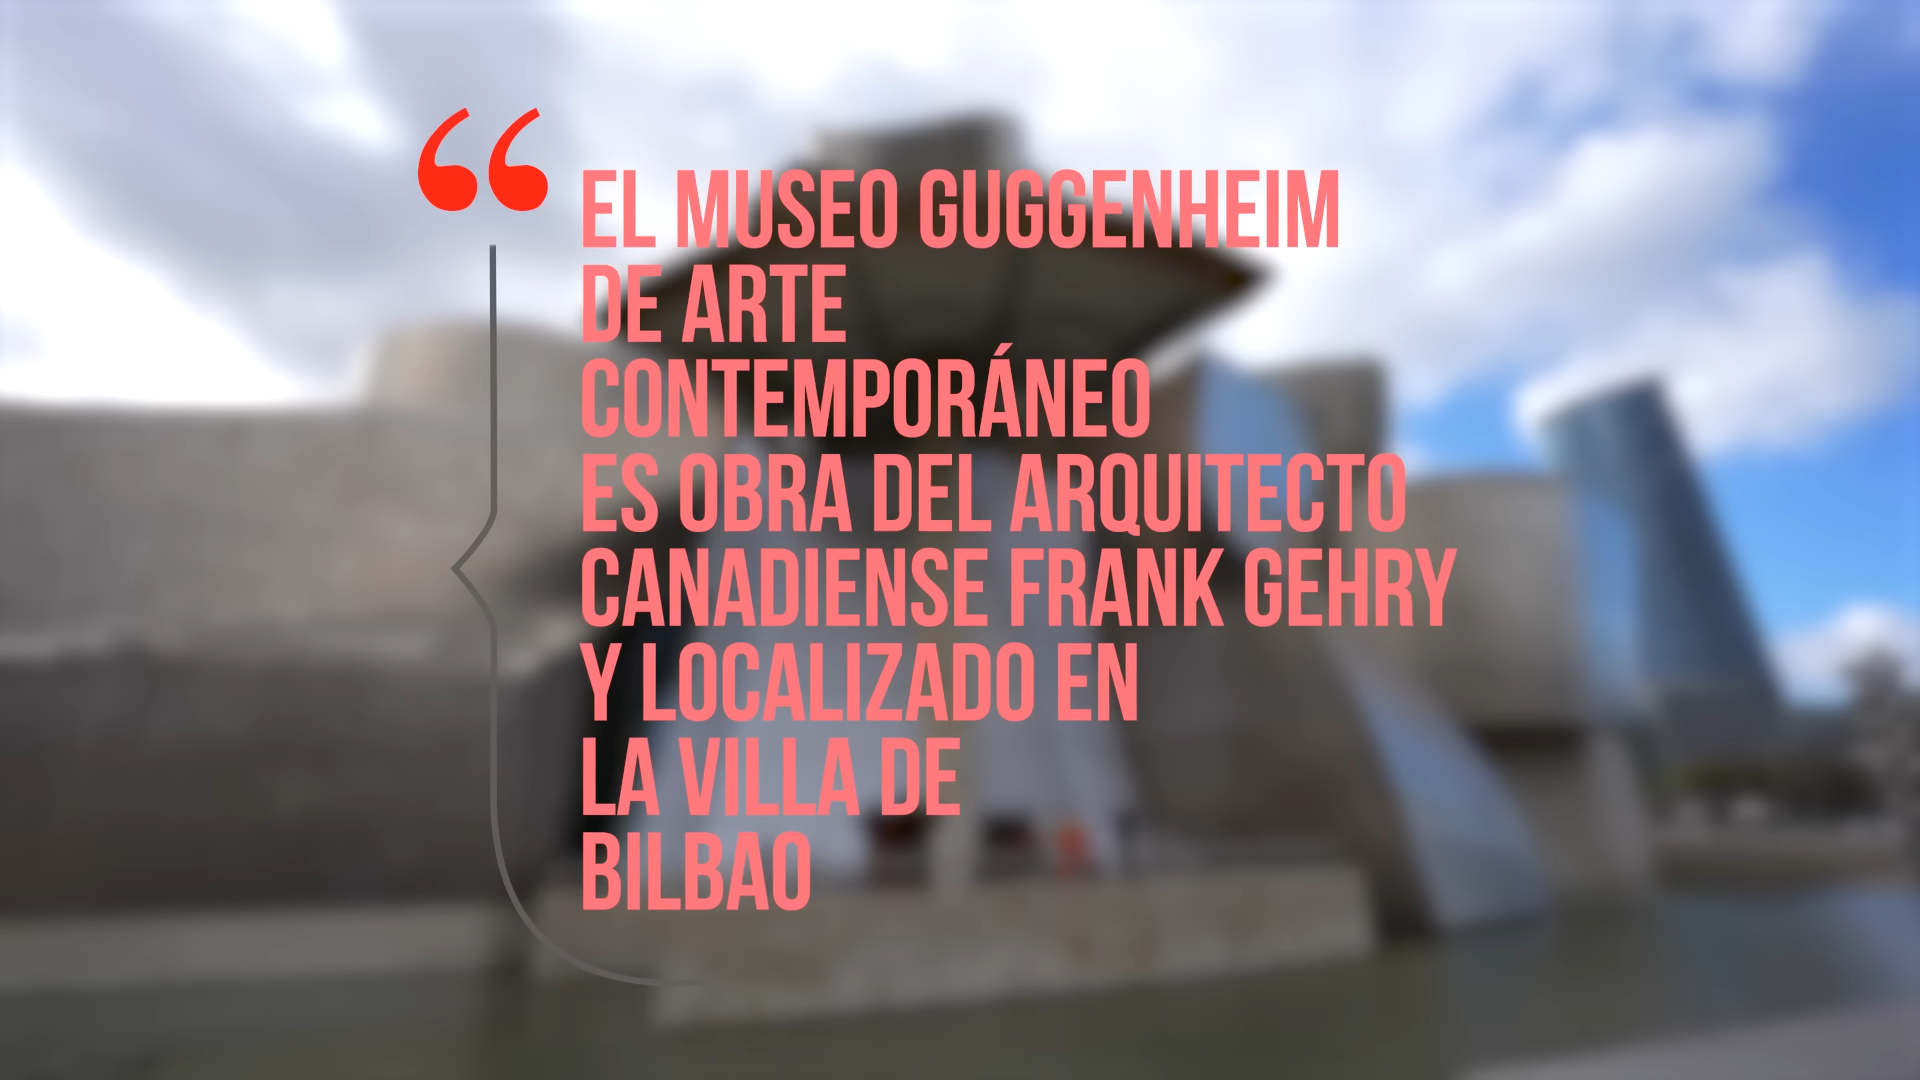 “
EL MUSEO GUGGENHEIM
DE ARTE
CONTEMPORÁNEO
ES OBRA DEL ARQUITECTO
CANADIENSE FRANK GEHRY
Y LOCALIZADO EN
LA VILLA DE
BILBAO